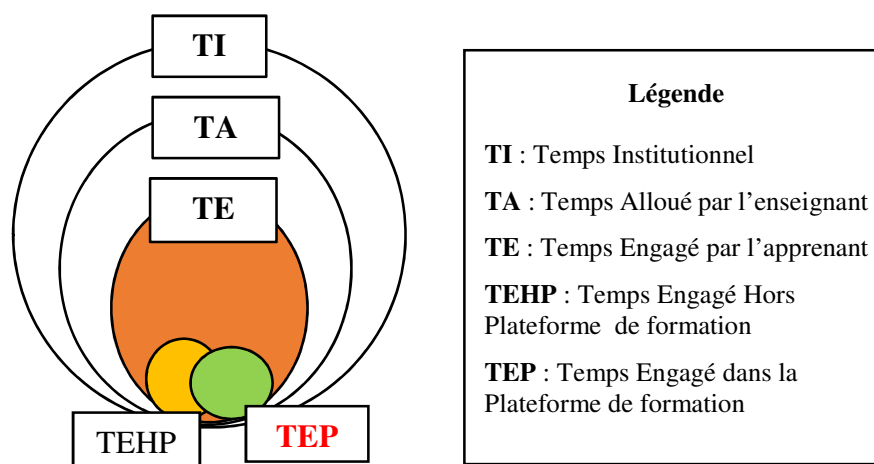 TI
TA
TE
TEHP
TEP
Légende
TI : Temps Institutionnel
TA : Temps Alloué par l’enseignant
TE : Temps Engagé par l’apprenant
TEHP : Temps Engagé Hors
Plateforme de formation
TEP : Temps Engagé dans la
Plateforme de formation